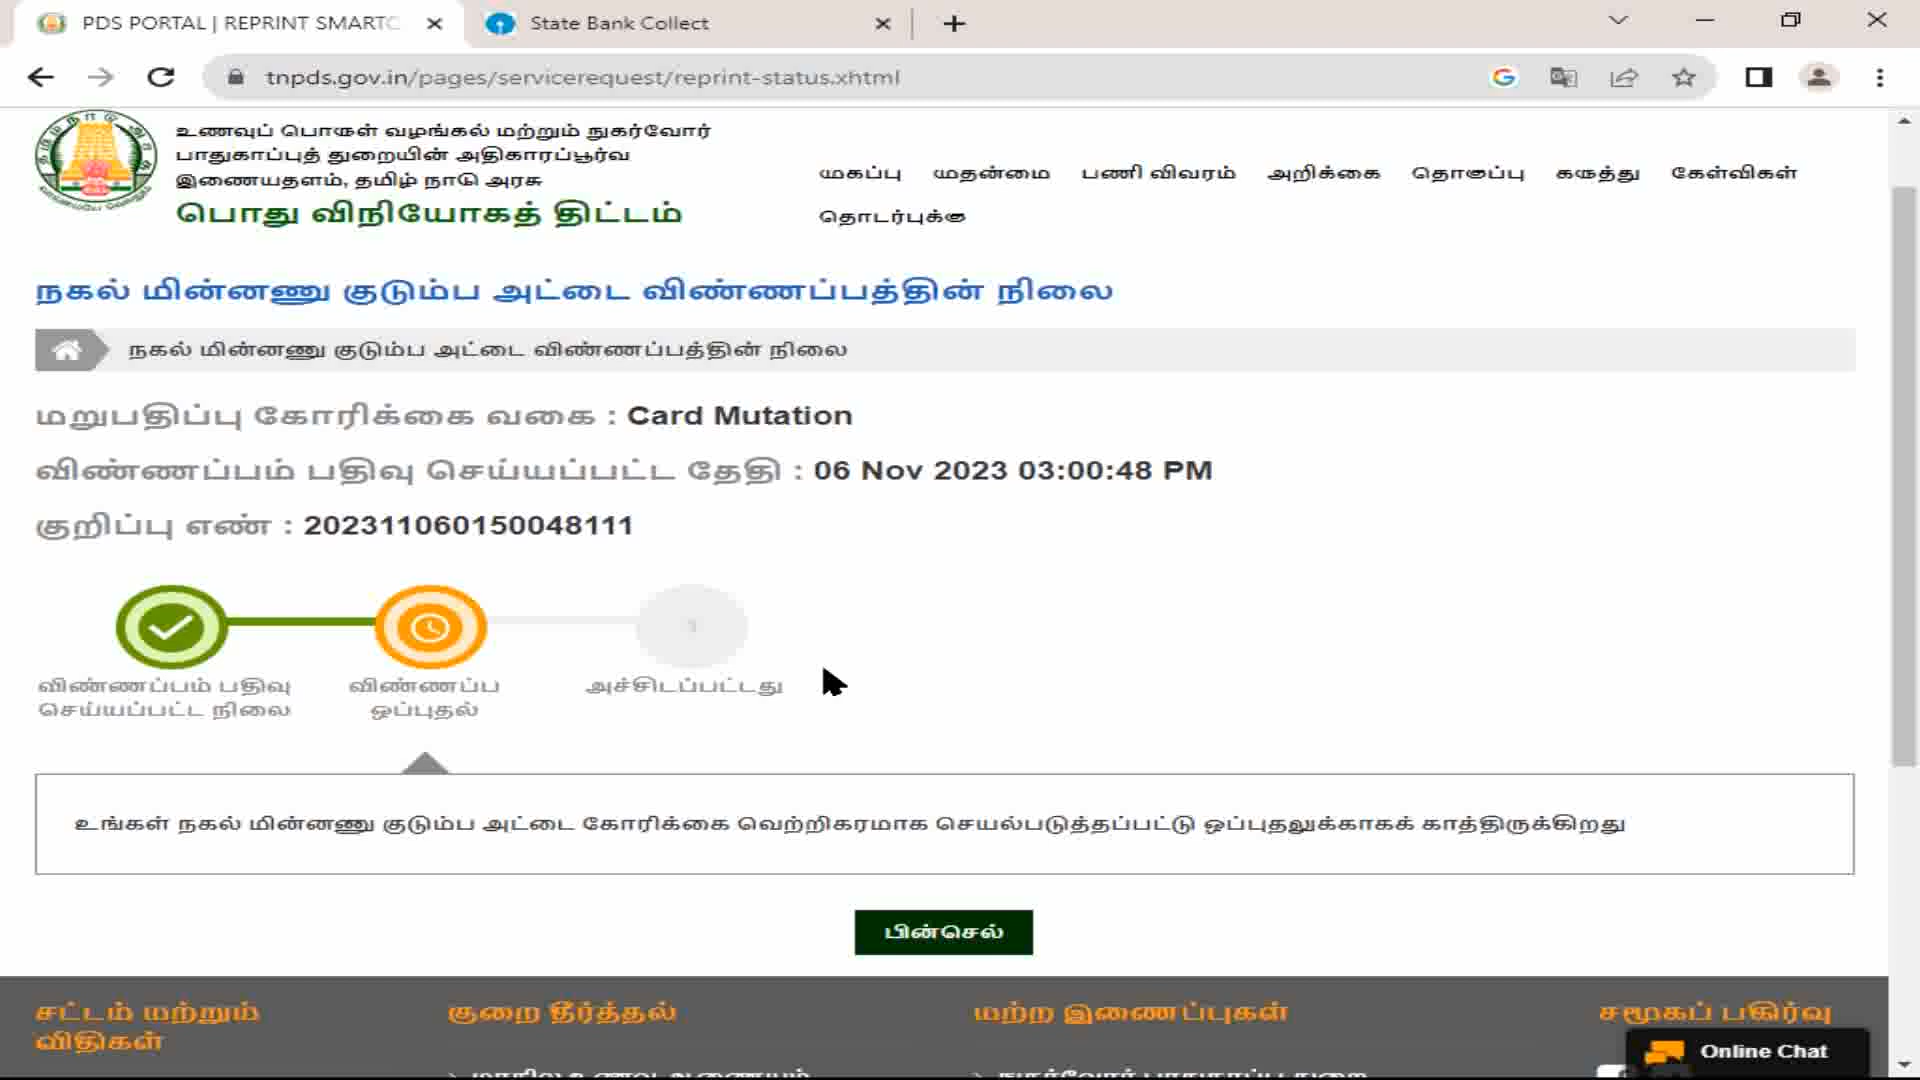 PDS PORTAL | REPRINT SMARTC
State Bank Collect
tnpds.gov.in/pages/servicerequest/reprint-status.xhtml
உணவுப் பொருள் வழங்கல் மற்றும் நுகர்வோர்
பாதுகாப்புத் துறையின் அதிகாரப்பூர்வ
இணையதளம், தமிழ் நாடு அரசு
பொது விநியோகத் திட்டம்
முகப்பு முதன்மை பணி விவரம் அறிக்கை தொகுப்பு கருத்து கேள்விகள்
தொடர்புக்கு
நகல் மின்னணு குடும்ப அட்டை விண்ணப்பத்தின் நிலை
நகல் மின்னணு குடும்ப அட்டை விண்ணப்பத்தின் நிலை
மறுபதிப்பு கோரிக்கை வகை : Card Mutation
விண்ணப்பம் பதிவு செய்யப்பட்ட தேதி : 06 Nov 2023 03:00:48 PM
குறிப்பு எண் : 202311060150048111
விண்ணப்பம் பதிவு
செய்யப்பட்ட நிலை
விண்ணப்ப
ஒப்புதல்
அச்சிடப்பட்டது
உங்கள் நகல் மின்னணு குடும்ப அட்டை கோரிக்கை வெற்றிகரமாக செயல்படுத்தப்பட்டு ஒப்புதலுக்காகக் காத்திருக்கிறது
பின்செல்
சட்டம் மற்றும்
விதிகள்
குறை தீர்த்தல்
மற்ற இணைப்புகள்
சமூகப் பகிர்வு
Online Chat
> மாநில உணவு ஆணையம்
> நுகர்வோர் பாதுகாப்பு துறை